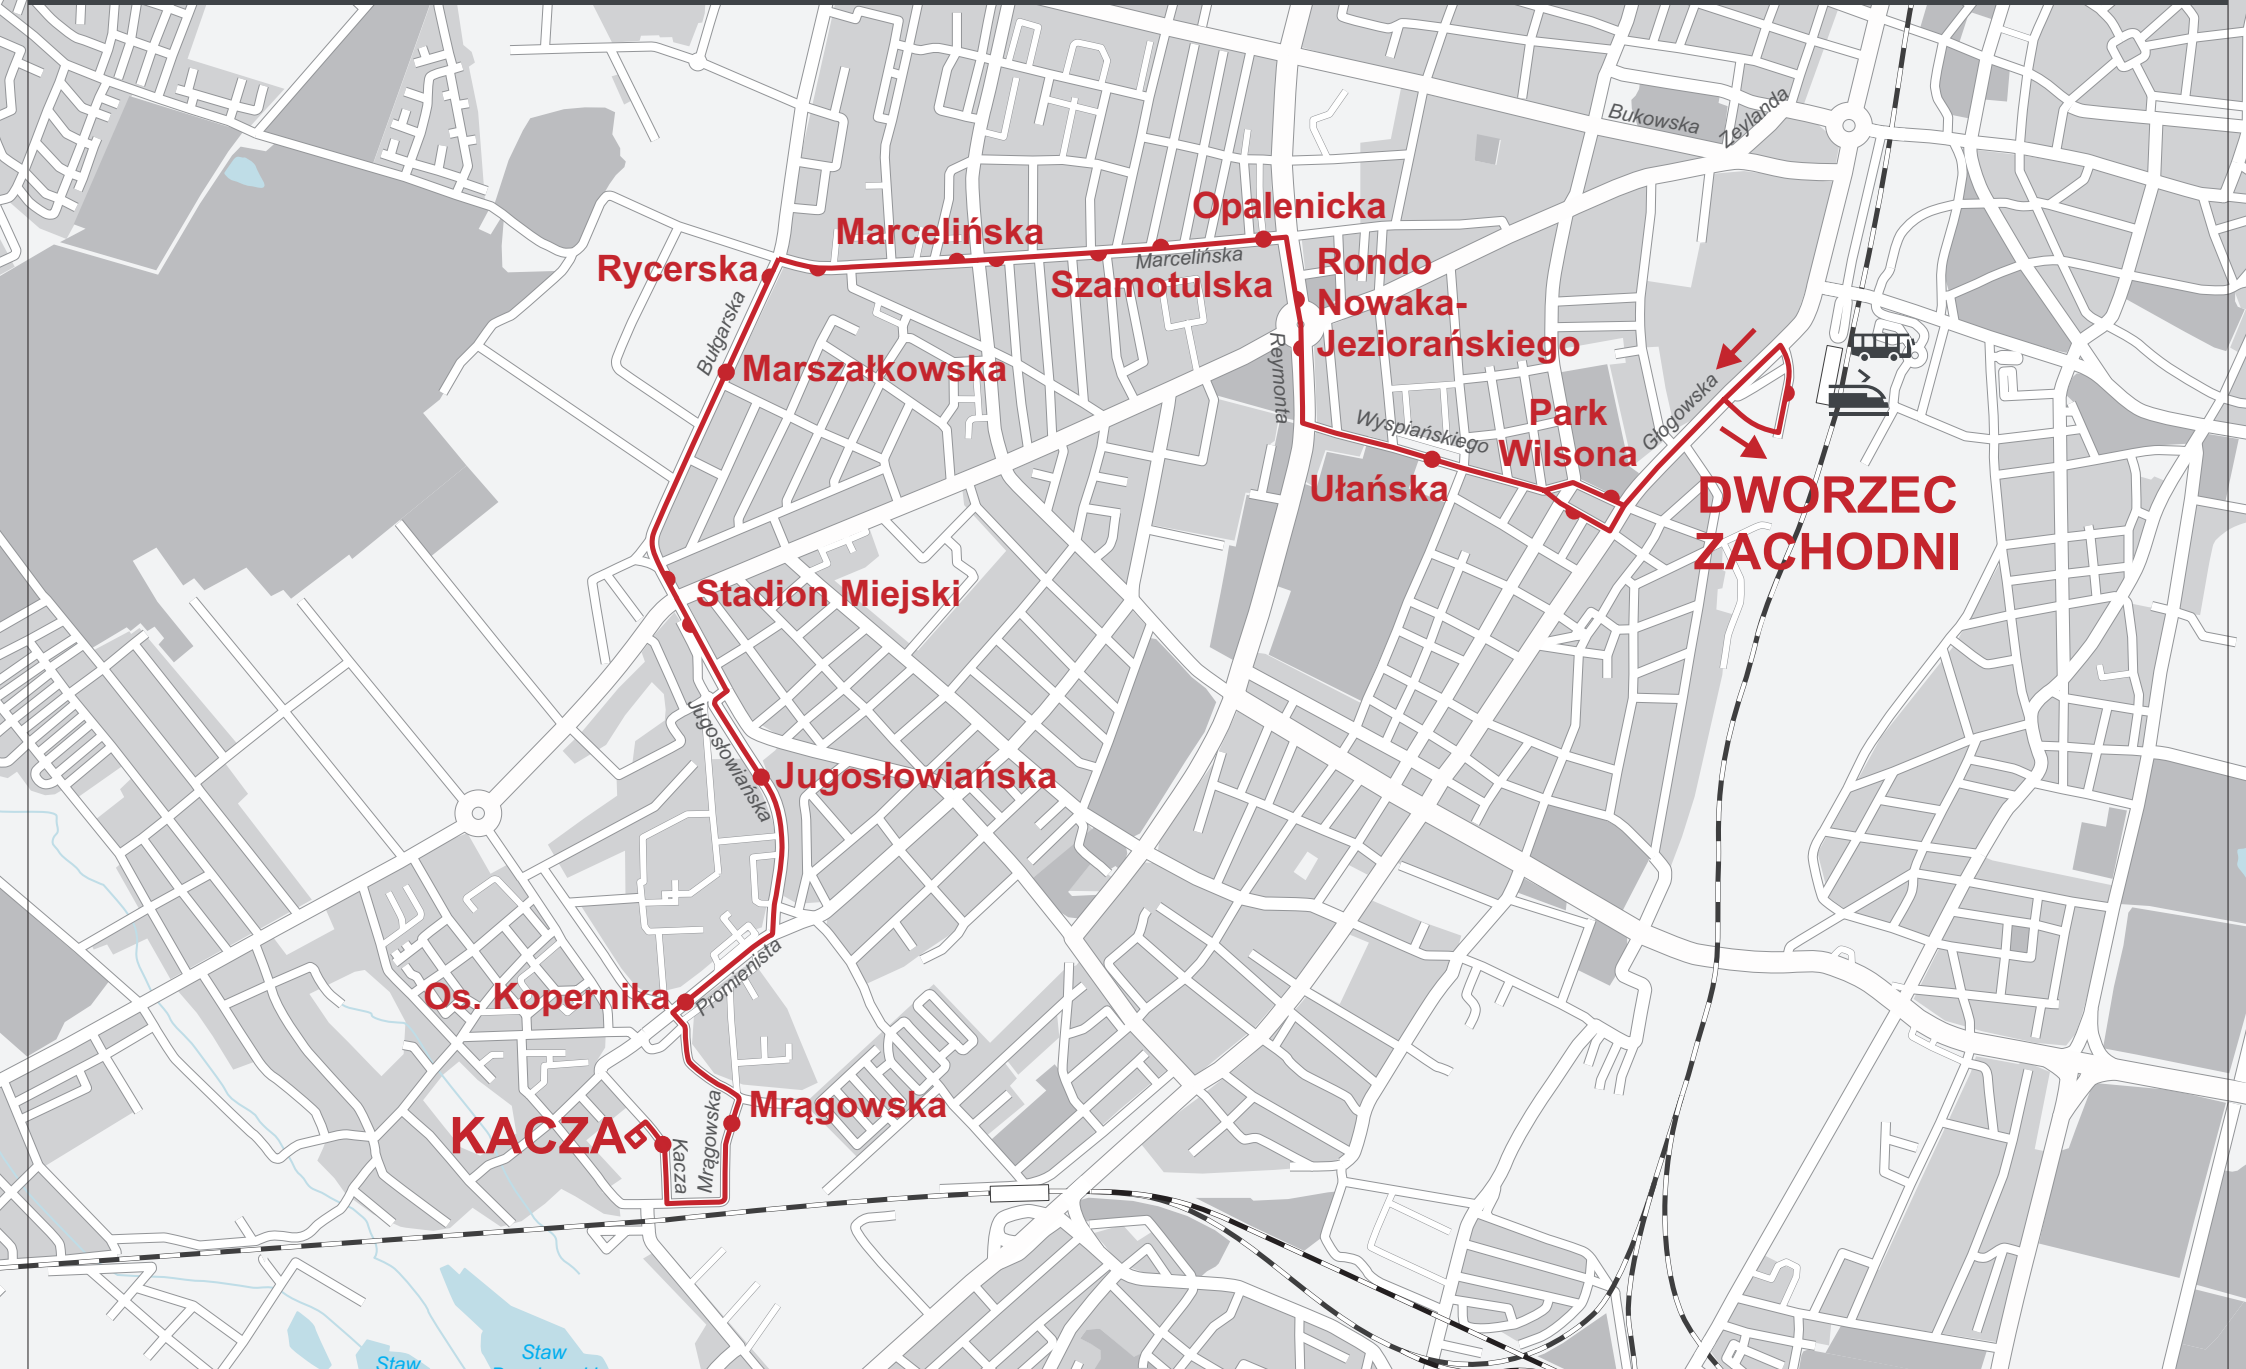 Bukowska
Zeylanda
Opalenicka
Marcelińska
Marcelińska
Rycerska
Szamotulska
Rondo
Nowaka-
Jeziorańskiego
Bułgarska
Marszałkowska
Reymonta
Wyspiańskiego
Park
Wilsona
Głogowska
Ułańska
DWORZEC
ZACHODNI
Stadion Miejski
Jugosłowiańska
Jugosłowiańska
Os. Kopernika
Promienista
Mrągowska
Mrągowska
KACZA
Kacza
Staw
Staw